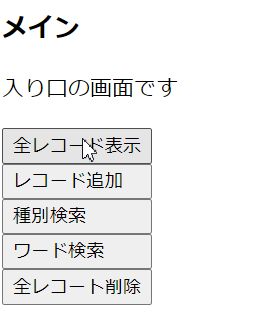 メイン
入り口の画面です
全レコード表示
レコード追加
種別検索
ワード検索
全レコート削除